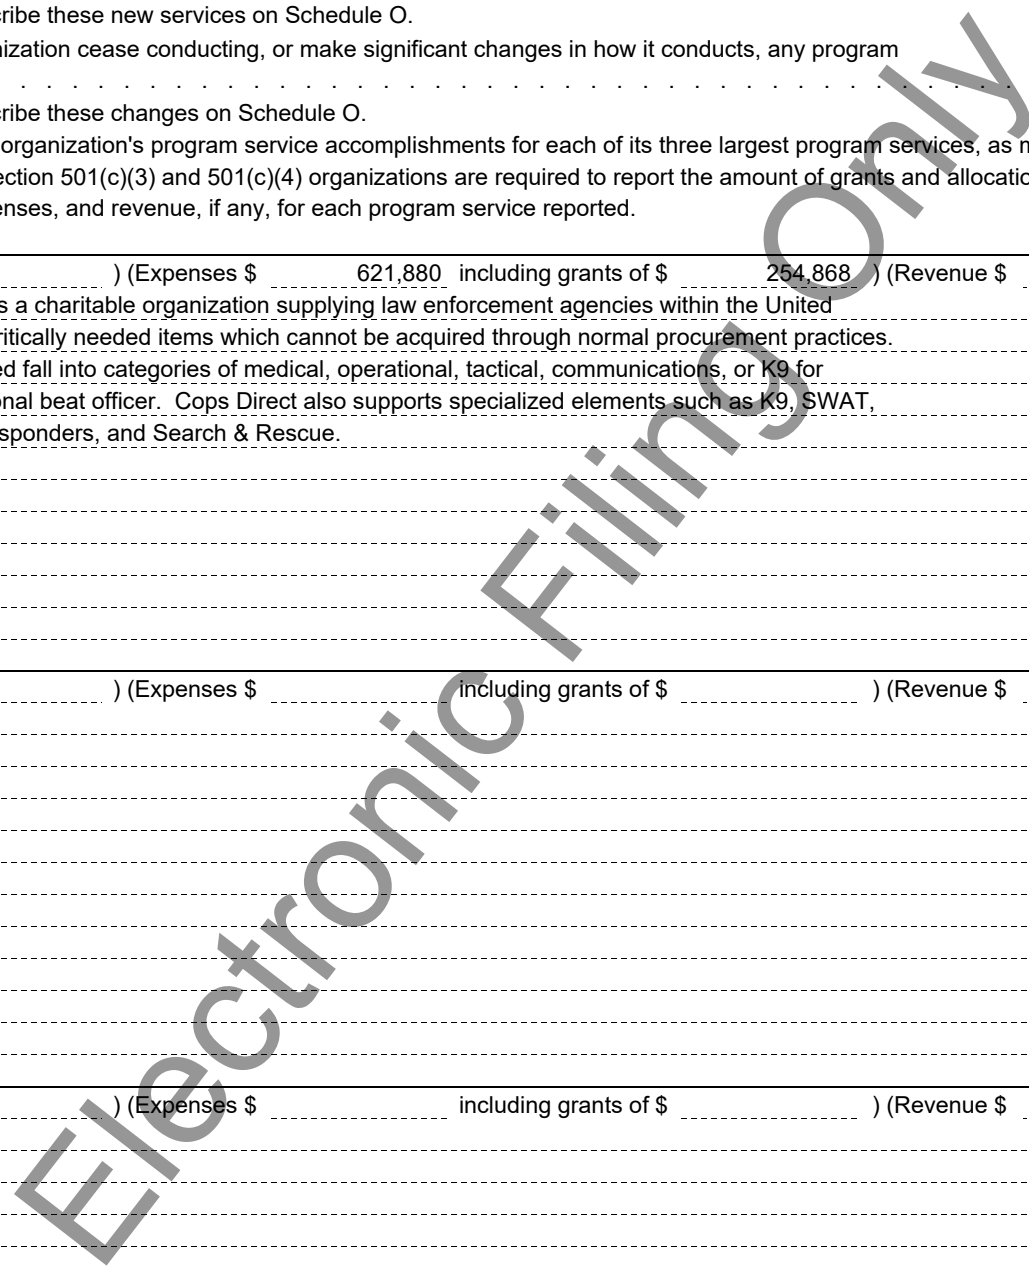 cribe these new services on Schedule O.
nization cease conducting, or make significant changes in how it conducts, any program
. . . . . . . . . . . . . . . . . . . . . . . . . . . . . . . . . . . . . . .
cribe these changes on Schedule O.
organization's program service accomplishments for each of its three largest program services, as m
ection 501(c)(3) and 501(c)(4) organizations are required to report the amount of grants and allocatio
enses, and revenue, if any, for each program service reported.
) (Expenses $ 621,880 including grants of $ 254,868 ) (Revenue $
s a charitable organization supplying law enforcement agencies within the United
ritically needed items which cannot be acquired through normal procurement practices.
ed fall into categories of medical, operational, tactical, communications, or K9 for
onal beat officer.  Cops Direct also supports specialized elements such as K9, SWAT,
sponders, and Search & Rescue.
) (Expenses $ including grants of $ ) (Revenue $
) (Expenses $ including grants of $ ) (Revenue $
Electronic Filing Only